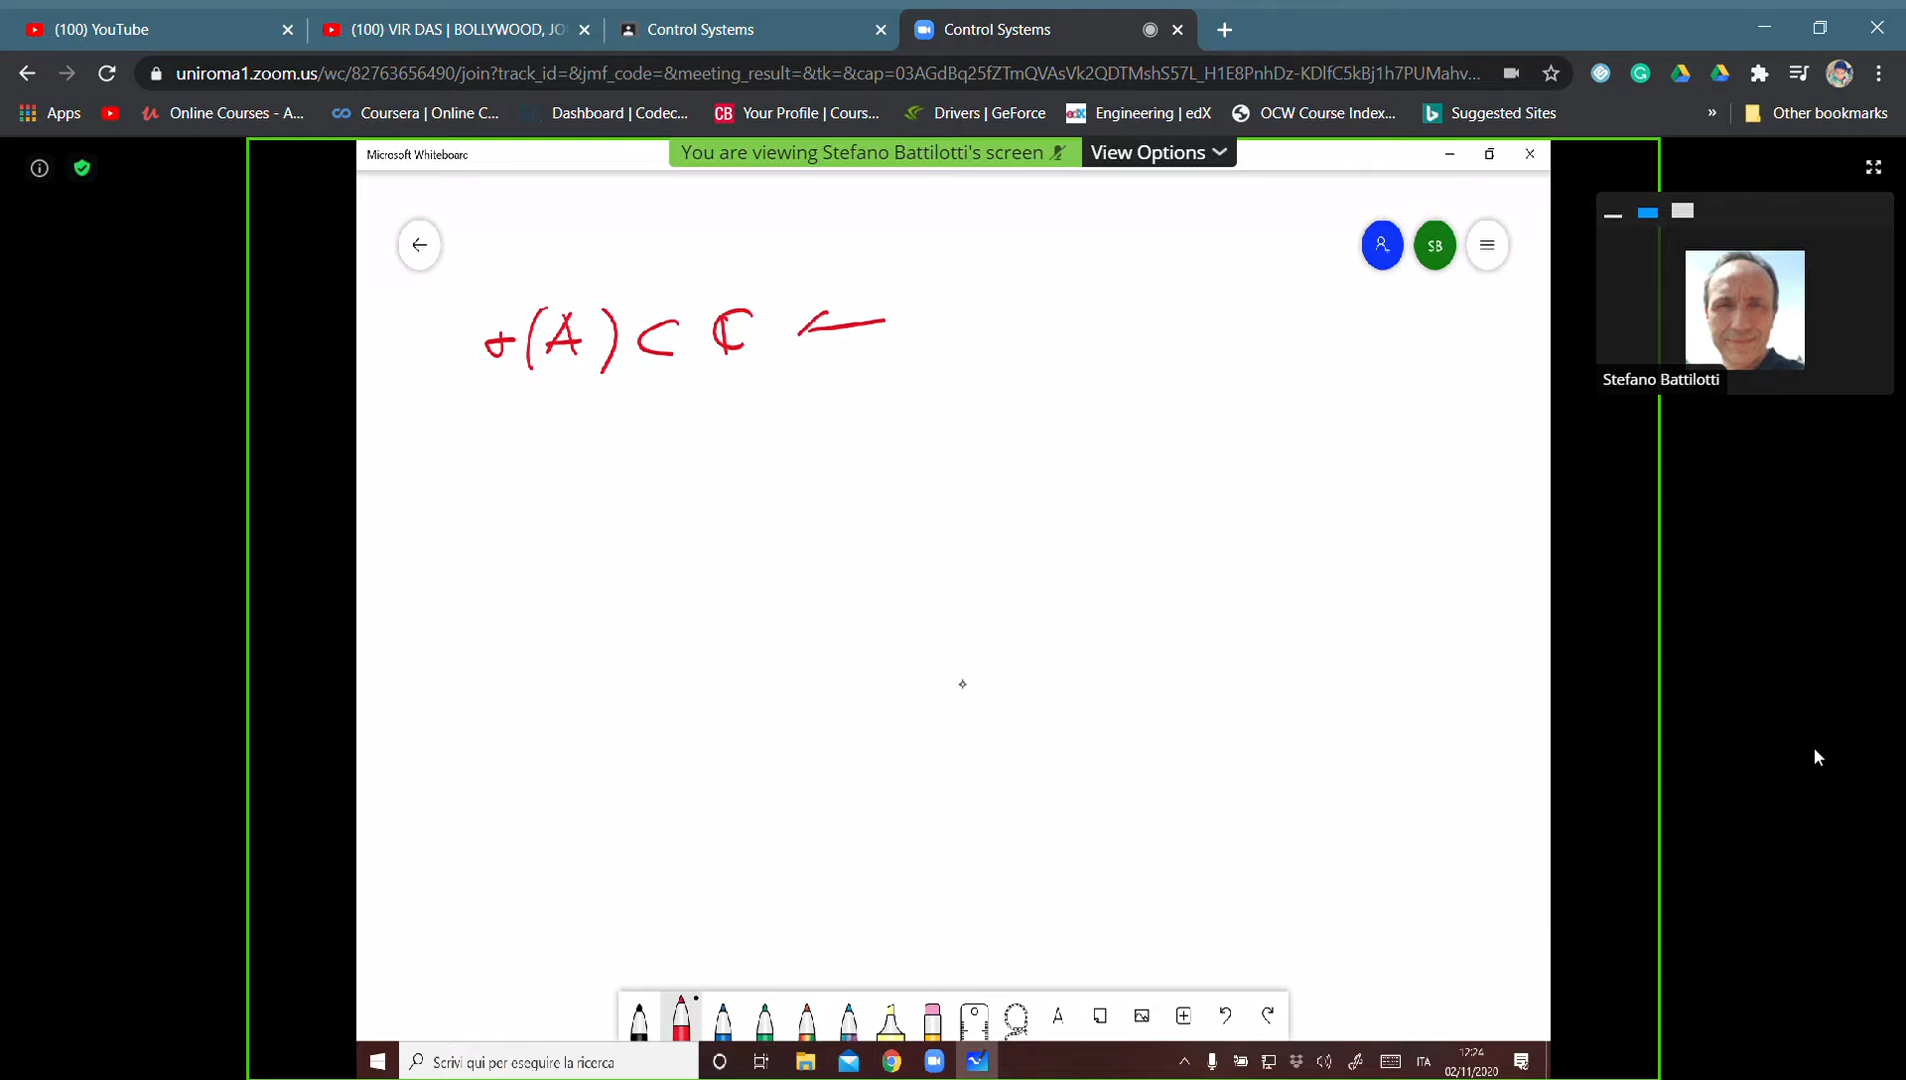 (100) YouTube
(100) VIR DAS | BOLLYWOOD, JO
Control Systems
Control Systems
uniroma1.zoom.us/wc/82763656490/join?track_id=&jmf_code=&meeting_result=&tk=&cap=03AGdBq25fZTmQVAsVk2QDTMshS57L_H1E8PnhDz-KDlfC5kBj1h7PUMahv...
Apps
Online Courses - A...
Coursera | Online C...
Dashboard | Codec...
Your Profile | Cours...
Drivers | GeForce
Engineering | edX
OCW Course Index...
Suggested Sites
»
Other bookmarks
Microsoft Whiteboard
You are viewing Stefano Battilotti's screen
View Options
SB
σ(A) ⊂ ℂ ←
Stefano Battilotti
Scrivi qui per eseguire la ricerca
ITA
12:24
02/11/2020